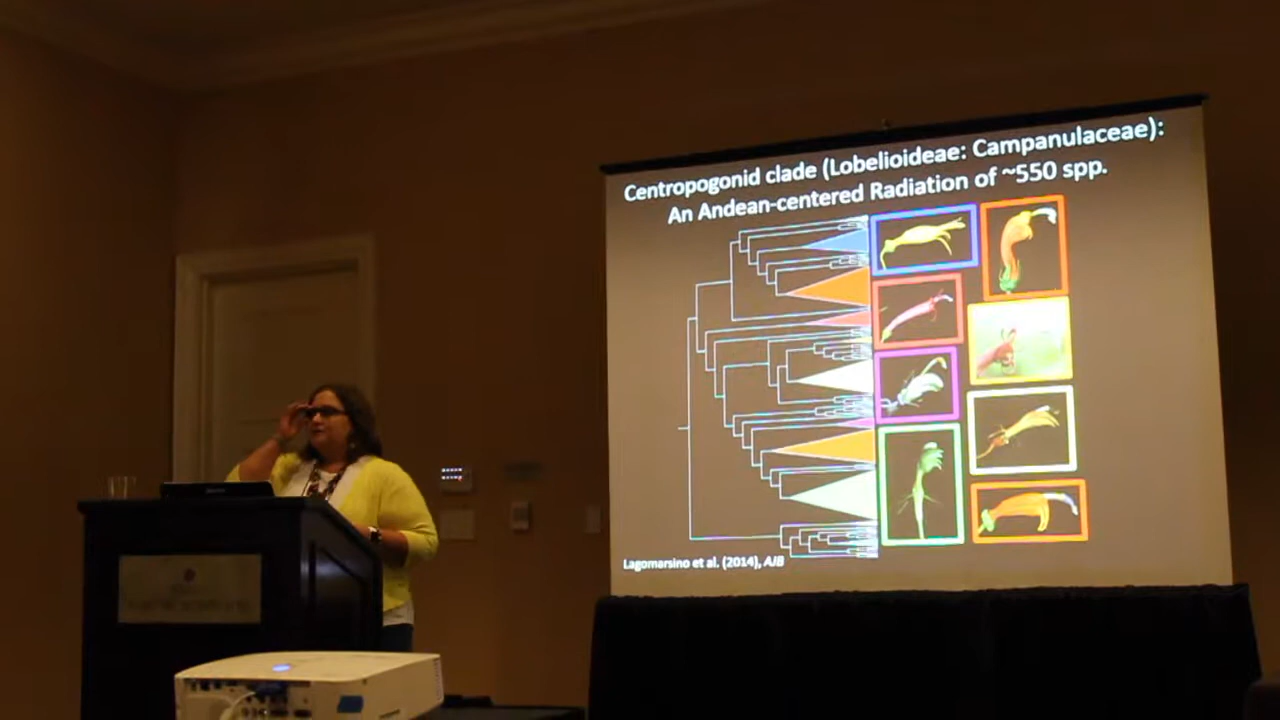 Centropogonid clade (Lobelioideae: Campanulaceae):
An Andean-centered Radiation of ~550 spp.
Lagomarsino et al. (2014), AJB